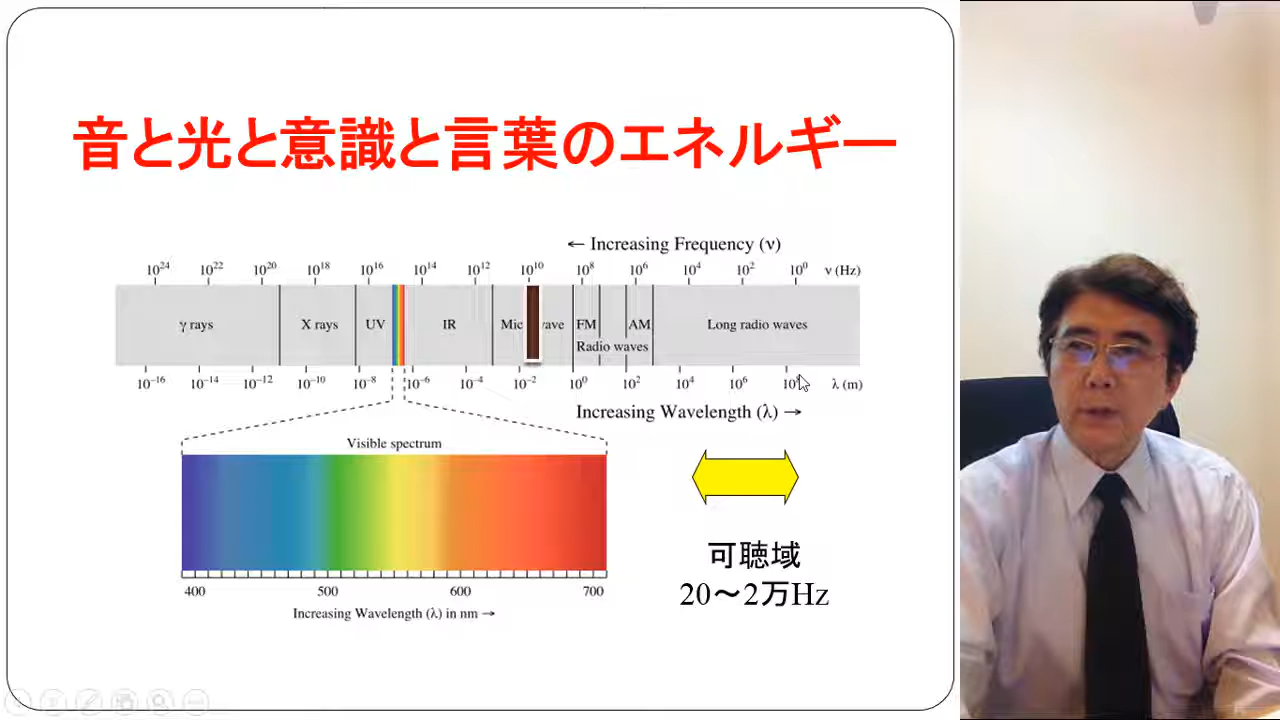 音と光と意識と言葉のエネルギー
← Increasing Frequency (ν)
10²⁴ 10²² 10²⁰ 10¹⁸ 10¹⁶ 10¹⁴ 10¹² 10¹⁰ 10⁸ 10⁶ 10⁴ 10² 10⁰ ν (Hz)
γ rays X rays UV IR Mic wave FM AM Long radio waves
Radio waves
10⁻¹⁶ 10⁻¹⁴ 10⁻¹² 10⁻¹⁰ 10⁻⁸ 10⁻⁶ 10⁻⁴ 10⁻² 10⁰ 10² 10⁴ 10⁶ λ (m)
Increasing Wavelength (λ) →
Visible spectrum
400 500 600 700
Increasing Wavelength (λ) in nm →
可聴域
20～2万Hz